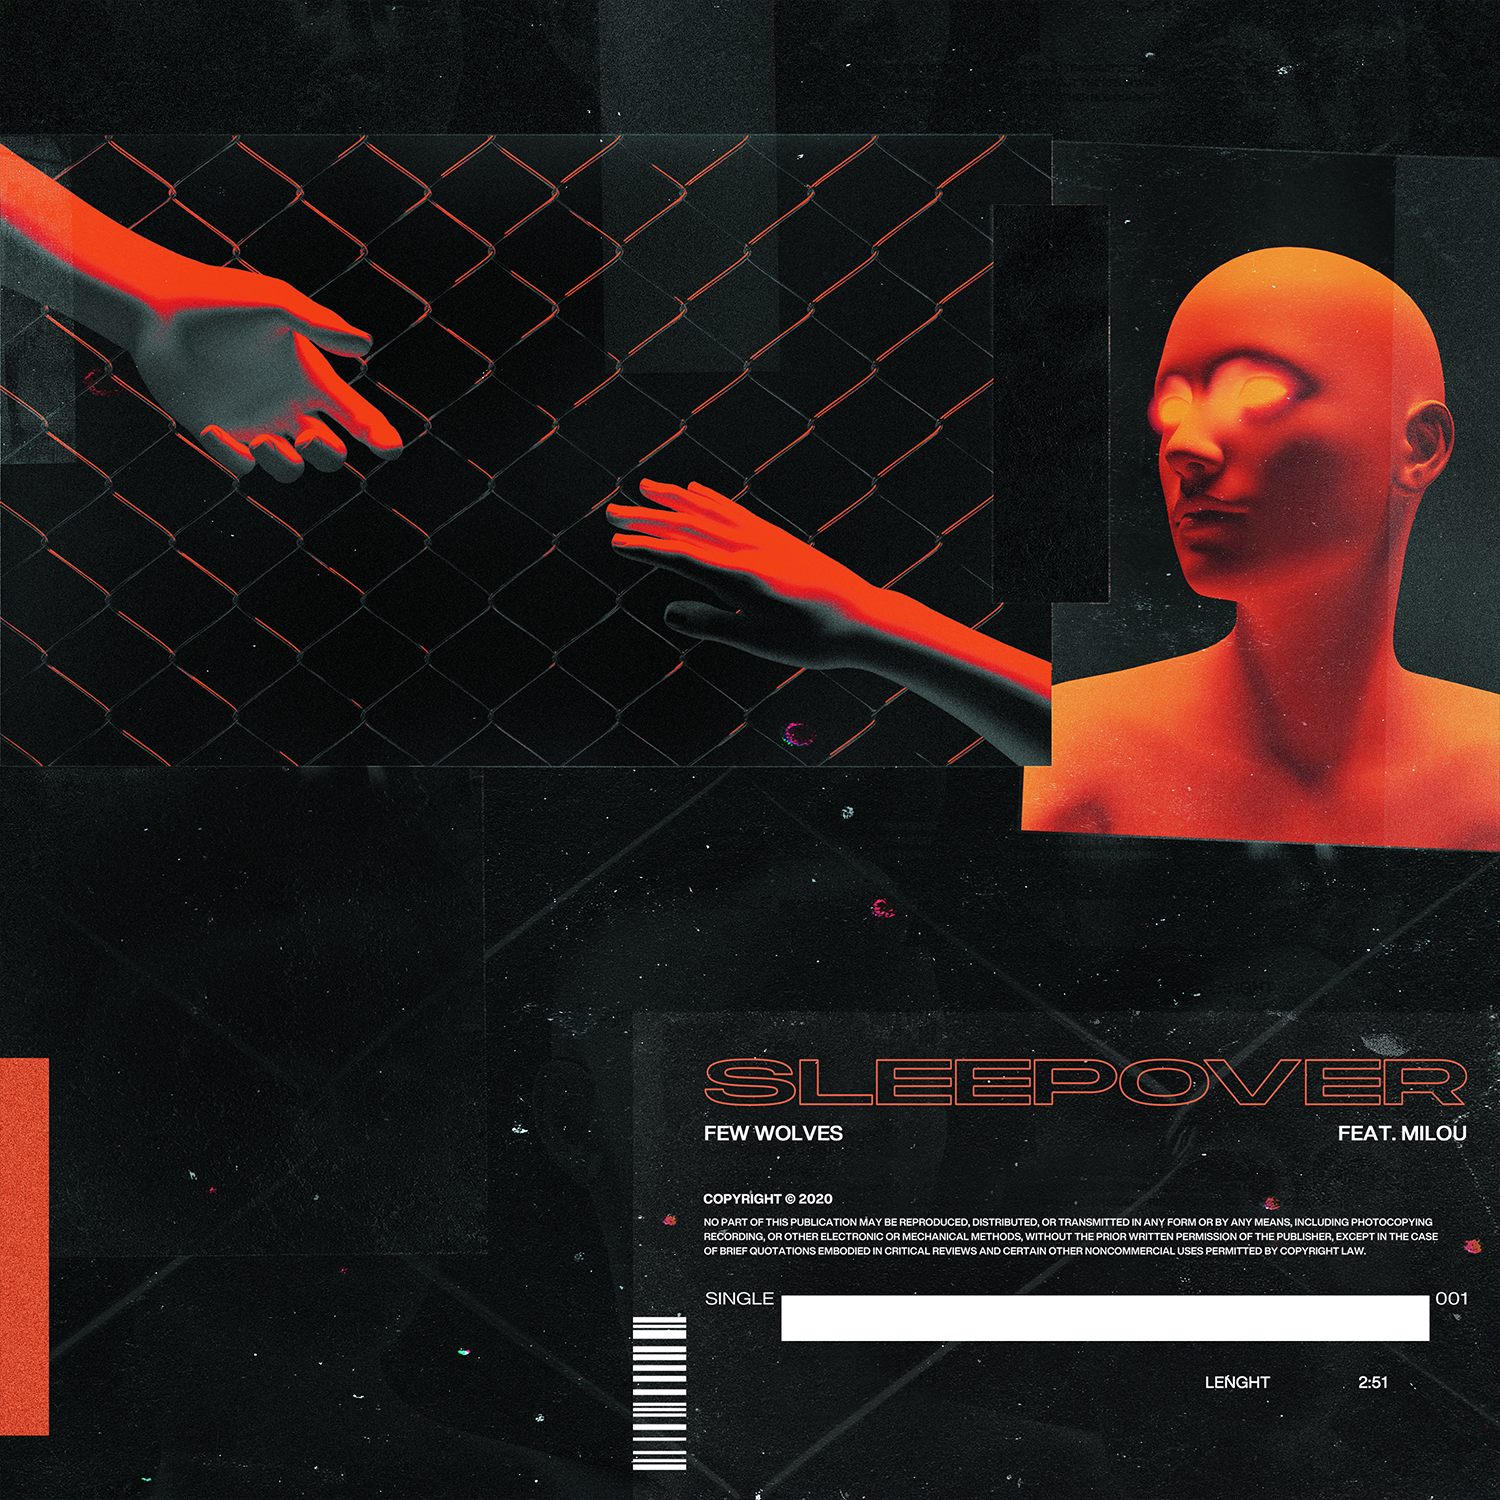 SLEEPOVER
FEW WOLVES
FEAT. MILOU
COPYRIGHT © 2020
NO PART OF THIS PUBLICATION MAY BE REPRODUCED, DISTRIBUTED, OR TRANSMITTED IN ANY FORM OR BY ANY MEANS, INCLUDING PHOTOCOPYING
RECORDING, OR OTHER ELECTRONIC OR MECHANICAL METHODS, WITHOUT THE PRIOR WRITTEN PERMISSION OF THE PUBLISHER, EXCEPT IN THE CASE
OF BRIEF QUOTATIONS EMBODIED IN CRITICAL REVIEWS AND CERTAIN OTHER NONCOMMERCIAL USES PERMITTED BY COPYRIGHT LAW.
SINGLE
001
LENGHT
2:51